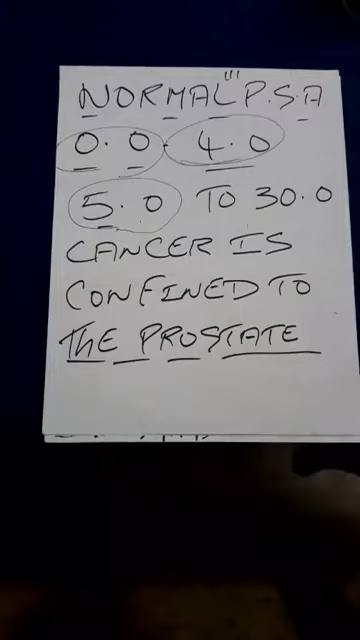 NORMAL P.S.A
0.0 - 4.0
5.0 TO 30.0
CANCER IS
CONFINED TO
THE PROSTATE